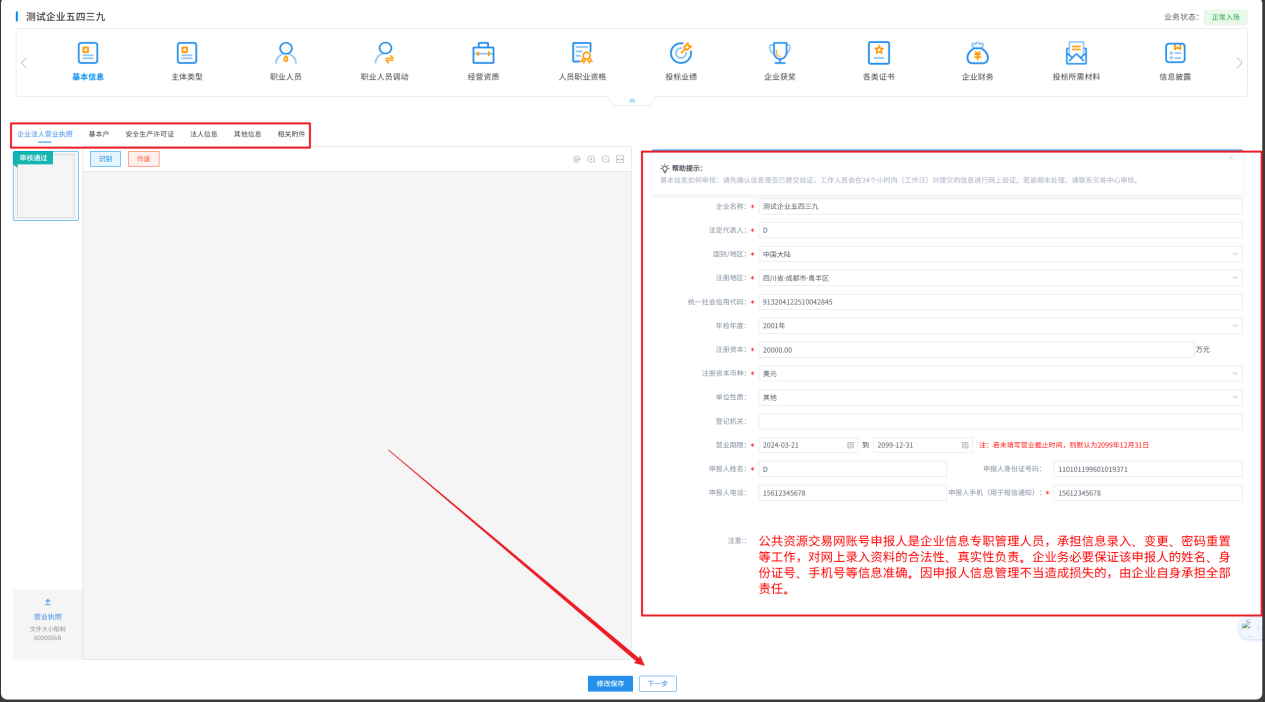 测试企业五四三九
业务状态: 正常入场
基本信息 主体类型 职业人员 职业人员调动 经营资质 人员职业资格 投标业绩 企业获奖 各类证书 企业财务 投标所需材料 信息披露
企业法人营业执照 基本户 安全生产许可证 法人信息 其他信息 相关附件
审核通过
识别 作废
帮助提示:
基本信息如何审核: 请先确认信息是否已提交验证, 工作人员会在24个小时内 (工作日) 对提交的信息进行网上验证。若逾期未处理, 请联系交易中心审核。
企业名称: * 测试企业五四三九
法定代表人: * D
国别/地区: * 中国大陆
注册地区: * 四川省·成都市·青羊区
统一社会信用代码: * 913204122510042845
年检年度: 2001年
注册资本: * 20000.00 万元
注册资本币种: * 美元
单位性质: 其他
登记机关:
营业期限: * 2024-03-21 到 2099-12-31 注: 若未填写营业截止时间, 则默认为2099年12月31日
申报人姓名: * D 申报人身份证号码: 110101199601019371
申报人电话: 15612345678 申报人手机 (用于短信通知) : * 15612345678
注意:: 公共资源交易网账号申报人是企业信息专职管理人员，承担信息录入、变更、密码重置
等工作，对网上录入资料的合法性、真实性负责。企业务必要保证该申报人的姓名、身
份证号、手机号等信息准确。因申报人信息管理不当造成损失的，由企业自身承担全部
责任。
营业执照
文件大小限制
800000kB
修改保存 下一步